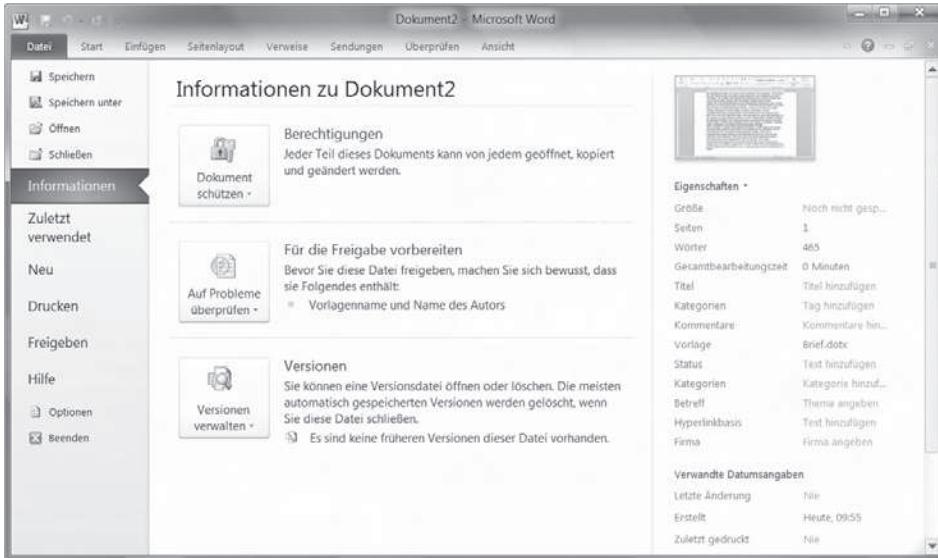 Dokument2 - Microsoft Word
Datei Start Einfügen Seitenlayout Verweise Sendungen Überprüfen Ansicht
Speichern
Speichern unter
Öffnen
Schließen
Informationen
Zuletzt
verwendet
Neu
Drucken
Freigeben
Hilfe
Optionen
Beenden
Informationen zu Dokument2
Dokument
schützen
Berechtigungen
Jeder Teil dieses Dokuments kann von jedem geöffnet, kopiert
und geändert werden.
Auf Probleme
überprüfen
Für die Freigabe vorbereiten
Bevor Sie diese Datei freigeben, machen Sie sich bewusst, dass
sie Folgendes enthält:
Vorlagenname und Name des Autors
Versionen
verwalten
Versionen
Sie können eine Versionsdatei öffnen oder löschen. Die meisten
automatisch gespeicherten Versionen werden gelöscht, wenn
Sie diese Datei schließen.
Es sind keine früheren Versionen dieser Datei vorhanden.
Eigenschaften
Größe Noch nicht gesp...
Seiten 1
Wörter 465
Gesamtbearbeitungszeit 0 Minuten
Titel Titel hinzufügen
Kategorien Tag hinzufügen
Kommentare Kommentare hin...
Vorlage Brief.dotx
Status Text hinzufügen
Kategorien Kategorie hinzuf...
Betreff Thema angeben
Hyperlinkbasis Text hinzufügen
Firma Firma angeben
Verwandte Datumsangaben
Letzte Änderung Nie
Erstellt Heute, 09:55
Zuletzt gedruckt Nie